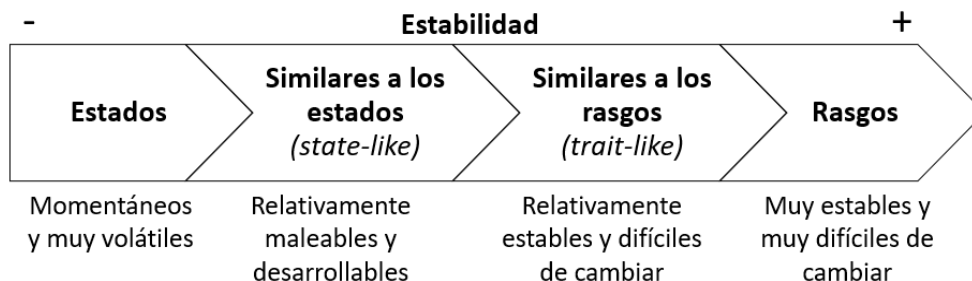 - Estabilidad +
Estados
Similares a los
estados
(state-like)
Similares a los
rasgos
(trait-like)
Rasgos
Momentáneos
y muy volátiles
Relativamente
maleables y
desarrollables
Relativamente
estables y difíciles
de cambiar
Muy estables y
muy difíciles de
cambiar